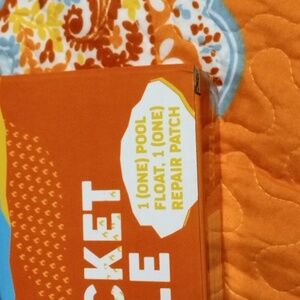 1 (ONE) POOL
FLOAT, 1 (ONE)
REPAIR PATCH
CKET
LE